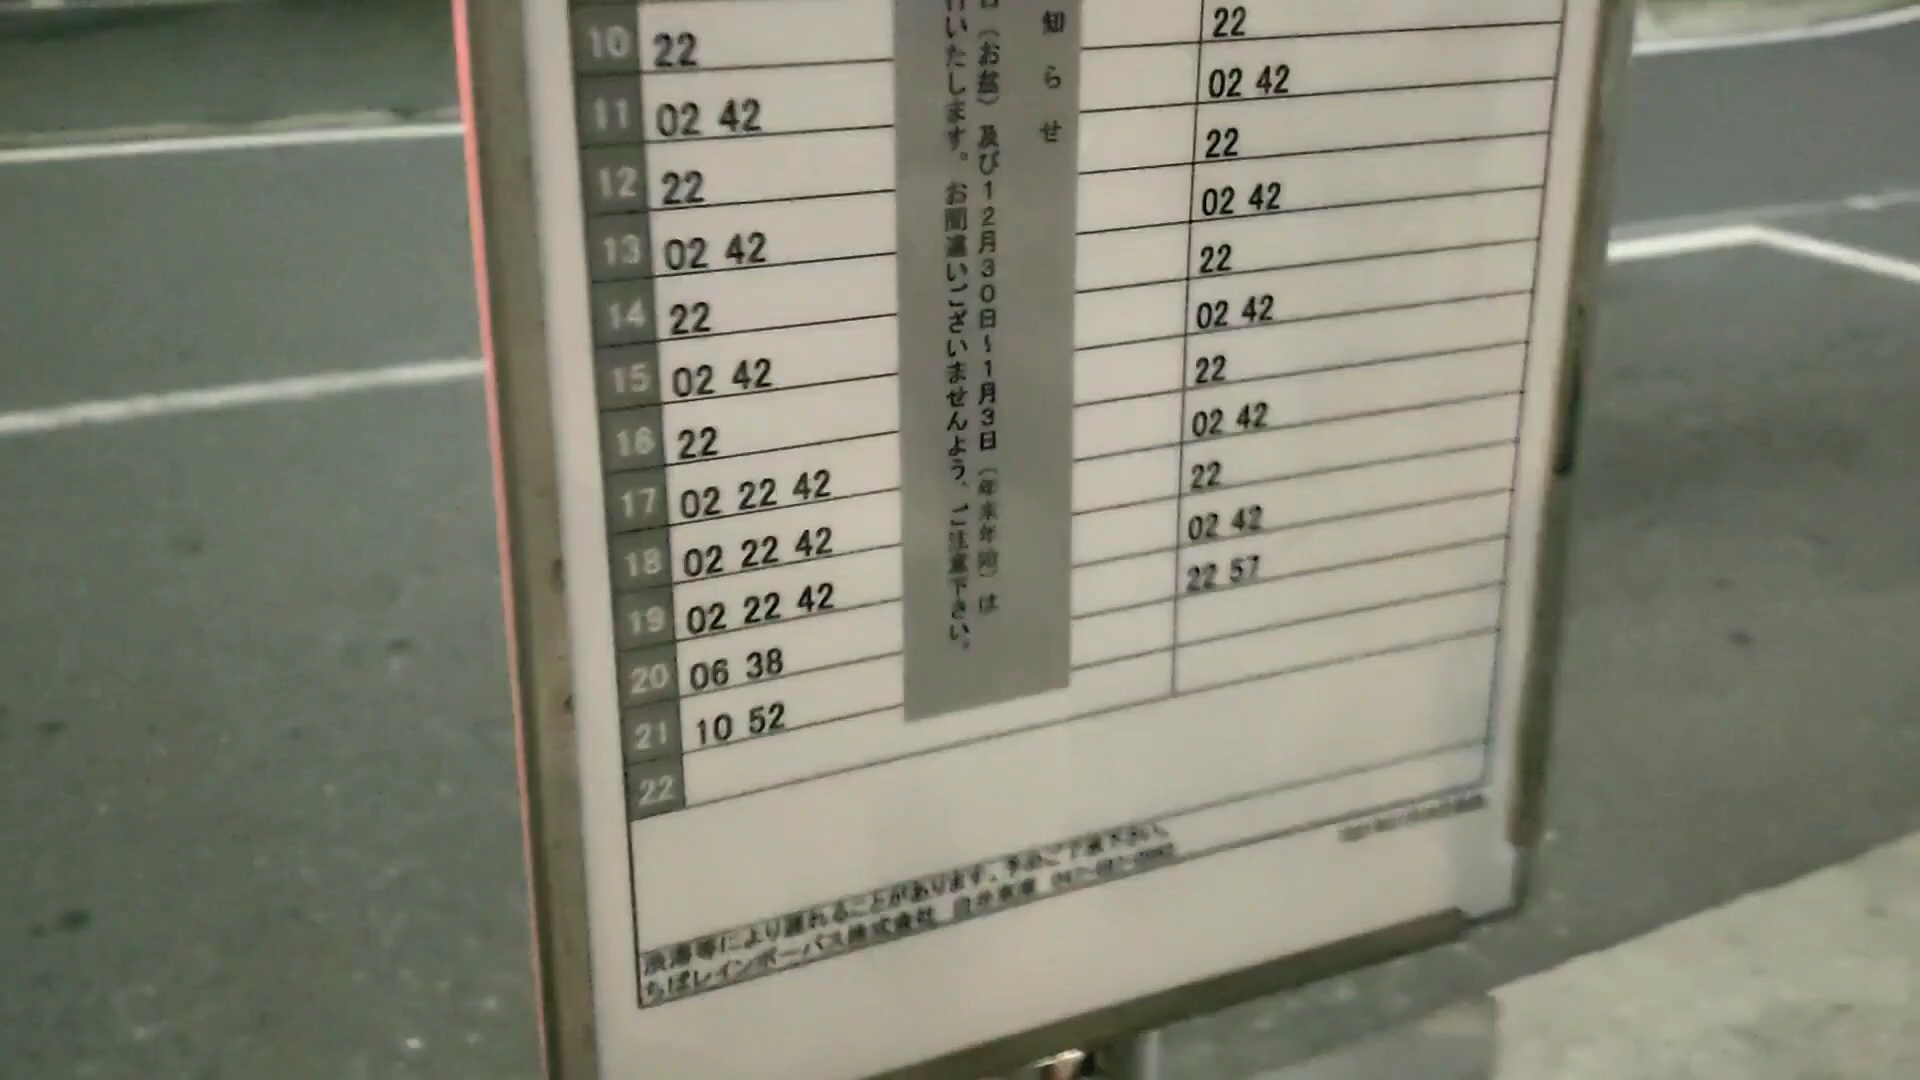 10 22 22
11 02 42 02 42
12 22 22
13 02 42 02 42
14 22 22
15 02 42 02 42
16 22 22
17 02 22 42 02 42
18 02 22 42 22
19 02 22 42 02 42
20 06 38 22 57
21 10 52
22
知らせ
（お盆）及び１２月３０日～１月３日（年末年始）は
いたします。お間違いございませんよう、ご注意下さい。
渋滞等により遅れることがあります、予めご了承下さい。
ちばレインボーバス株式会社 白井車庫